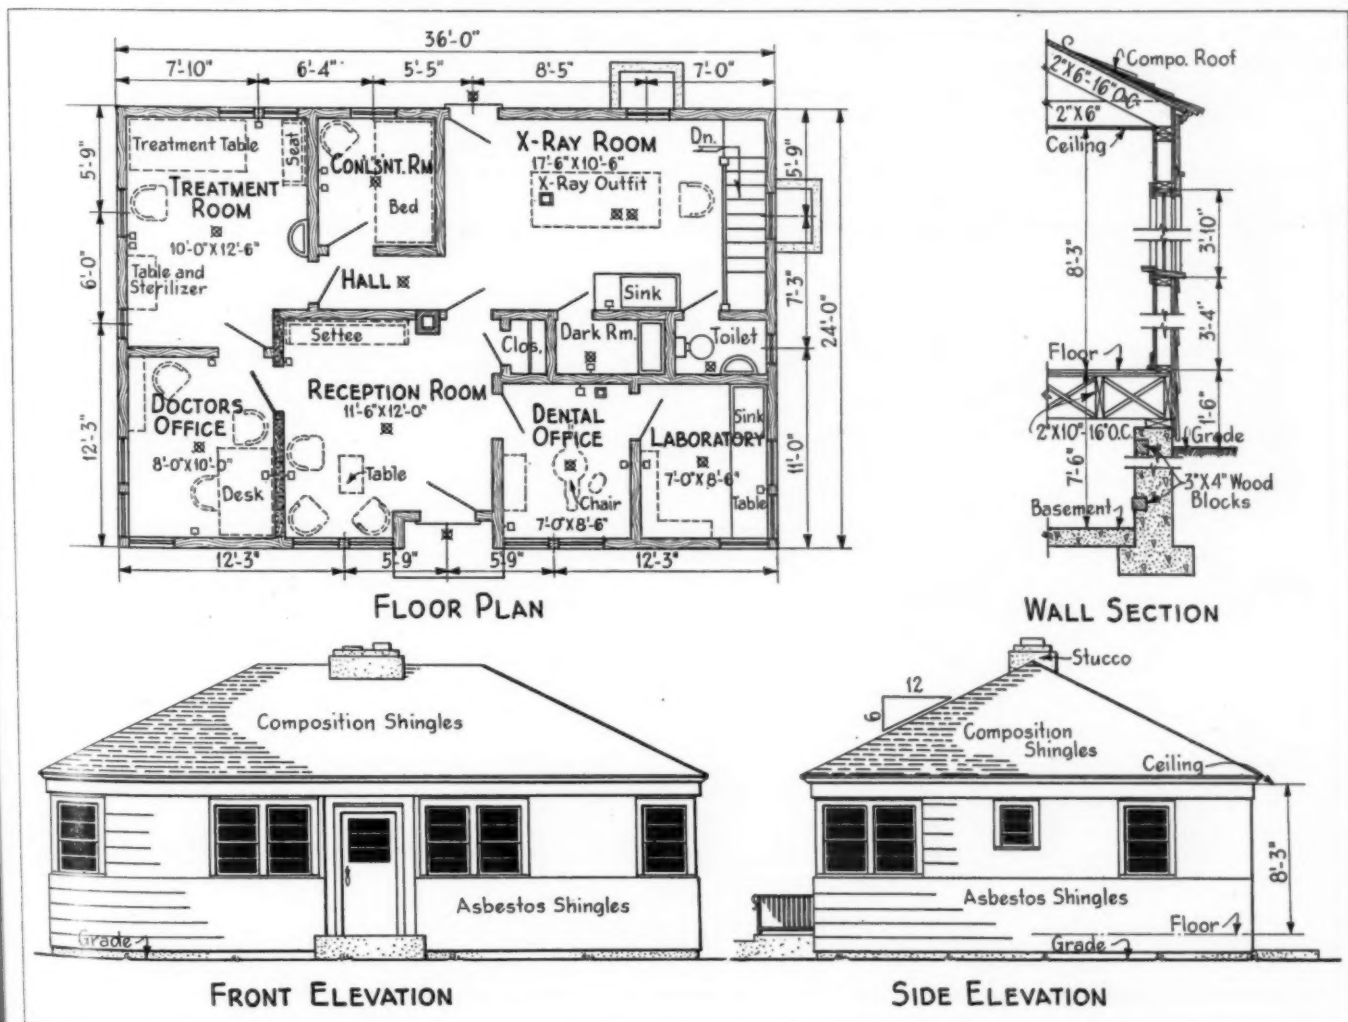 36'-0"
7'-10" 6'-4" 5'-5" 8'-5" 7'-0"
5'-9"
6'-0"
12'-3"
Treatment Table
Seat
TREATMENT
ROOM
10'-0"X12'-6"
Table and
Sterilizer
CONLSNT. RM
Bed
X-RAY ROOM
17'-6"X10'-6"
X-Ray Outfit
Dn.
5'-9"
7'-3"
24'-0"
11'-0"
HALL
Sink
Settee
Clos.
Dark Rm.
Toilet
DOCTORS
OFFICE
8'-0"X10'-0"
Desk
RECEPTION ROOM
11'-6"X12'-0"
Table
DENTAL
OFFICE
Chair
7'-0"X8'-6"
LABORATORY
7'-0"X8'-6"
Sink
Table
12'-3" 5'-9" 5'-9" 12'-3"
FLOOR PLAN
Compo. Roof
2"X6"-16"O.C.
2"X6"
Ceiling
8'-3"
3'-10"
3'-4"
Floor
1'-6"
2"X10"-16"O.C.
Grade
7'-6"
3"X4" Wood
Blocks
Basement
WALL SECTION
Composition Shingles
Asbestos Shingles
Grade
FRONT ELEVATION
Stucco
12
6
Composition
Shingles
Ceiling
8'-3"
Asbestos Shingles
Floor
Grade
SIDE ELEVATION